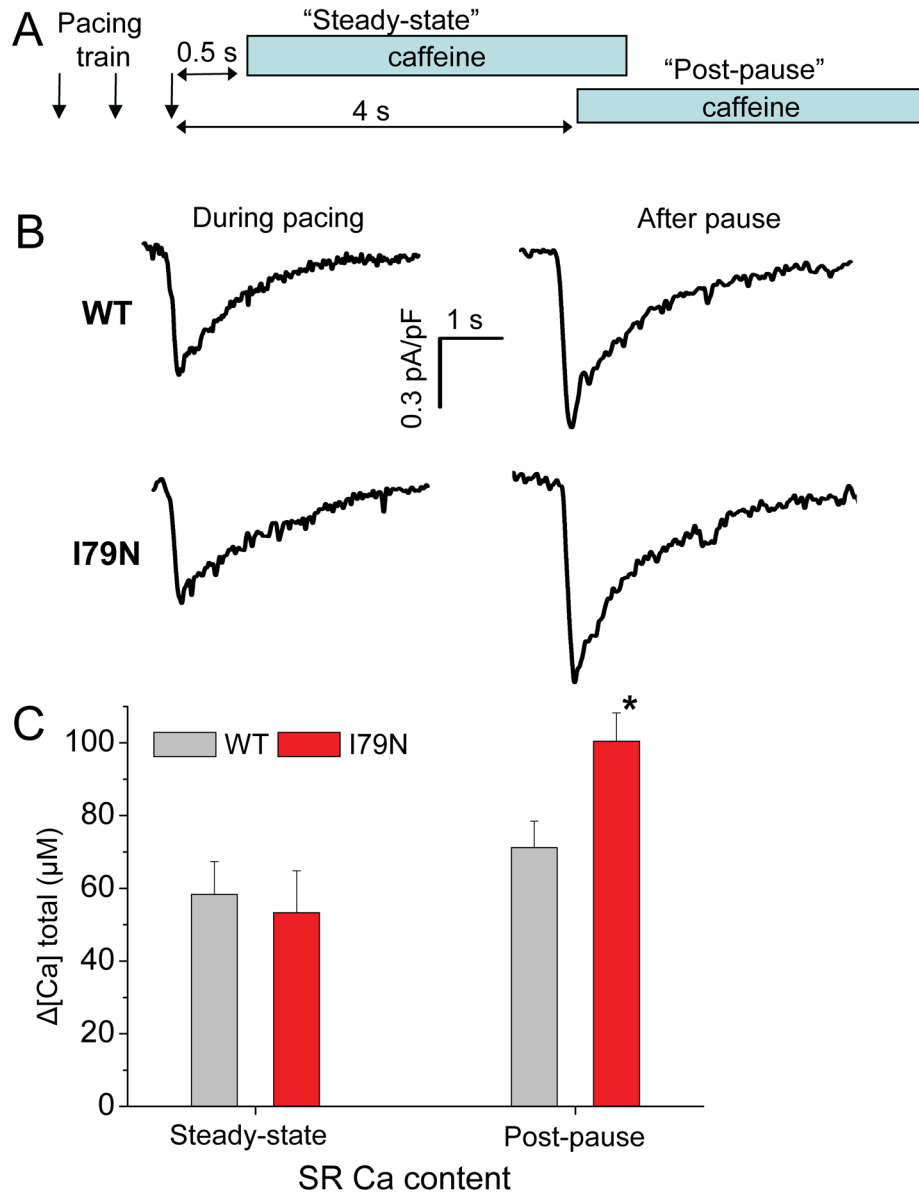 A
Pacing
train
0.5 s
“Steady-state”
caffeine
“Post-pause”
caffeine
4 s
B
During pacing
After pause
WT
1 s
0.3 pA/pF
I79N
C
WT
I79N
*
100
80
60
40
20
0
Δ[Ca] total (μM)
Steady-state
Post-pause
SR Ca content